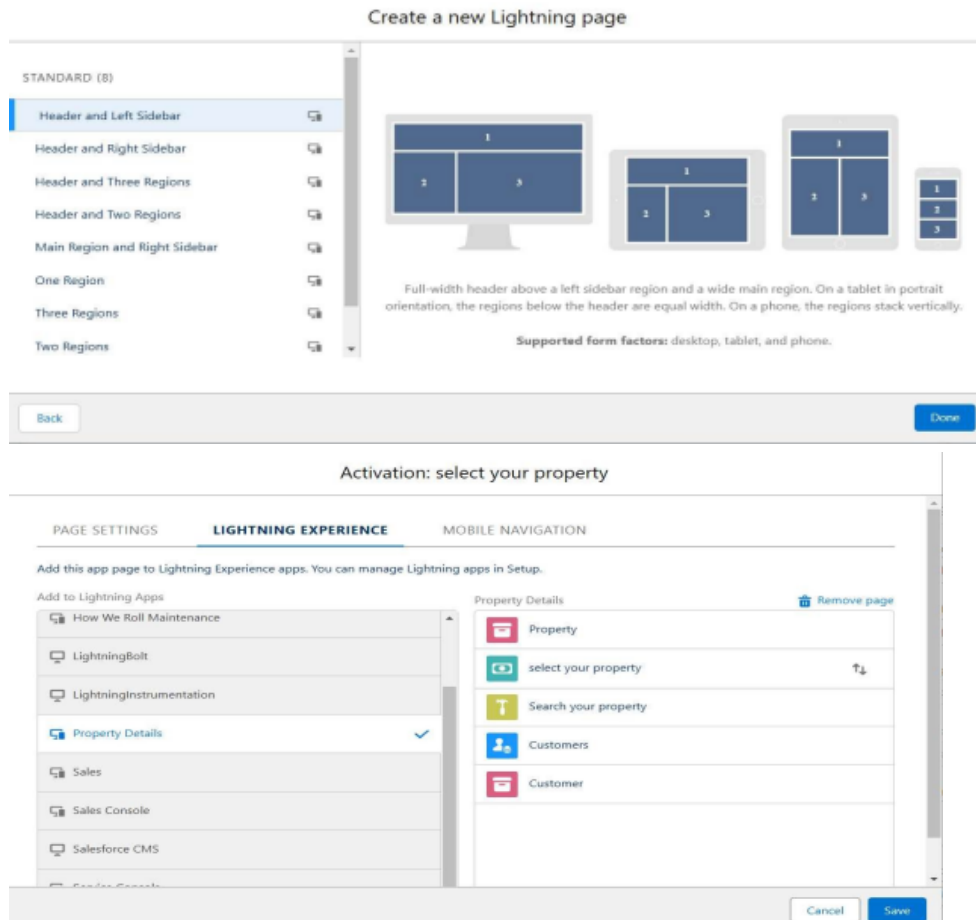 Create a new Lightning page
STANDARD (8)
Header and Left Sidebar
Header and Right Sidebar
Header and Three Regions
Header and Two Regions
Main Region and Right Sidebar
One Region
Three Regions
Two Regions
1
2
3
1
2
3
1
2
3
1
2
3
Full-width header above a left sidebar region and a wide main region. On a tablet in portrait
orientation, the regions below the header are equal width. On a phone, the regions stack vertically.
Supported form factors: desktop, tablet, and phone.
Back
Done
Activation: select your property
PAGE SETTINGS
LIGHTNING EXPERIENCE
MOBILE NAVIGATION
Add this app page to Lightning Experience apps. You can manage Lightning apps in Setup.
Add to Lightning Apps
How We Roll Maintenance
LightningBolt
LightningInstrumentation
Property Details
Sales
Sales Console
Salesforce CMS
Property Details
Remove page
Property
select your property
Search your property
Customers
Customer
Cancel
Save